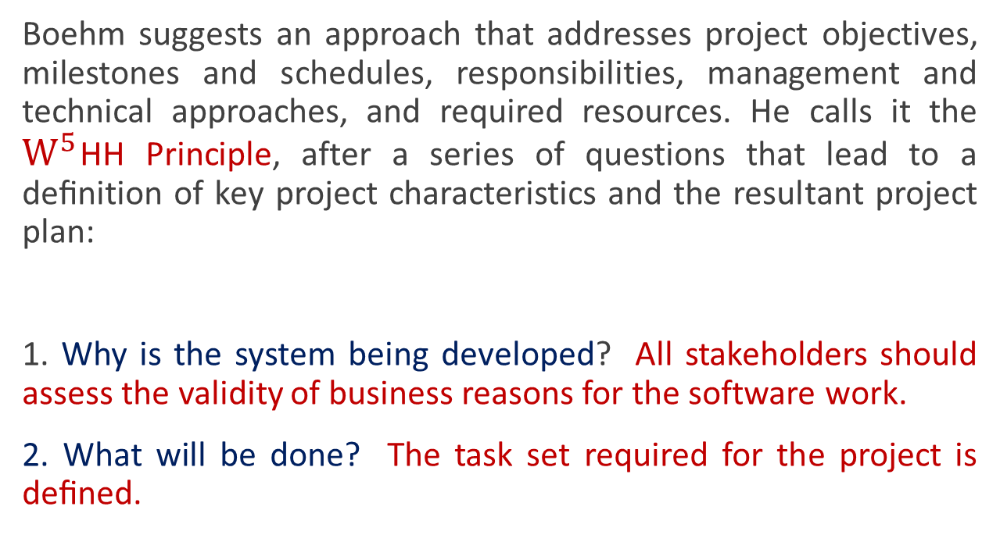 Boehm suggests an approach that addresses project objectives,
milestones and schedules, responsibilities, management and
technical approaches, and required resources. He calls it the
W⁵HH Principle, after a series of questions that lead to a
definition of key project characteristics and the resultant project
plan:
1. Why is the system being developed? All stakeholders should
assess the validity of business reasons for the software work.
2. What will be done? The task set required for the project is
defined.